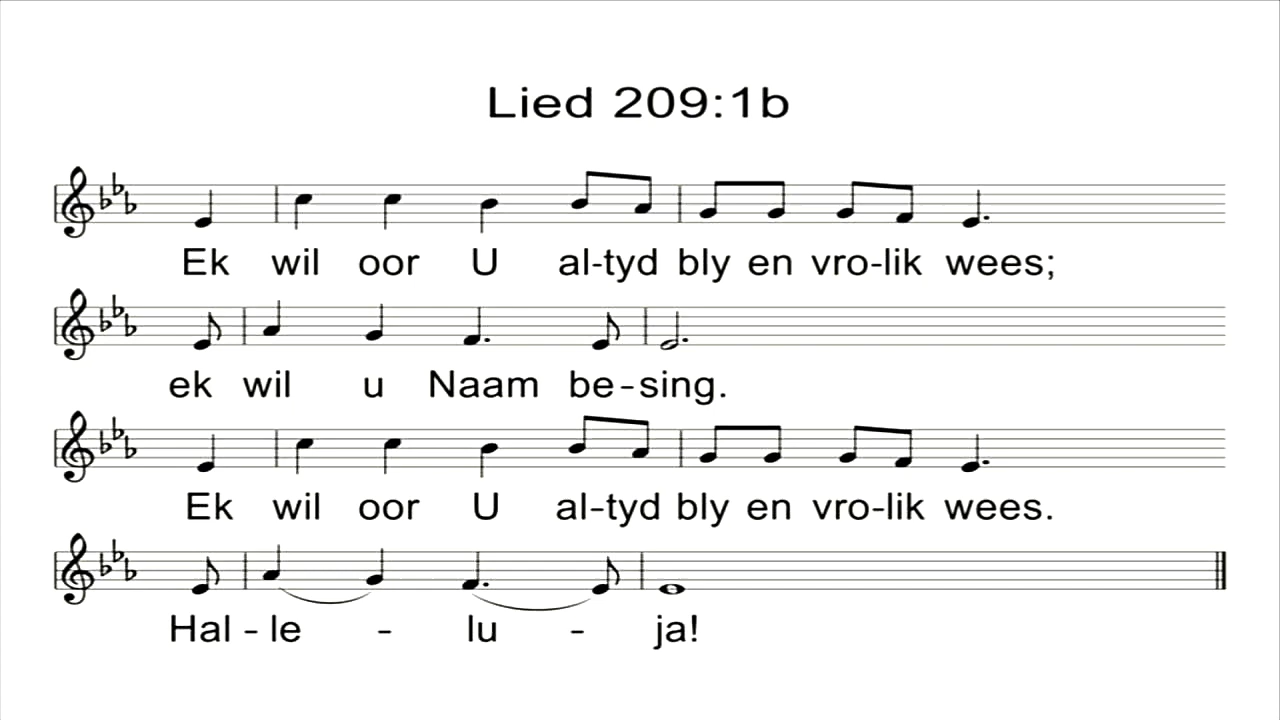 Lied 209:1b
Ek wil oor U al-tyd bly en vro-lik wees;
ek wil u Naam be-sing.
Ek wil oor U al-tyd bly en vro-lik wees.
Hal-le - lu - ja!